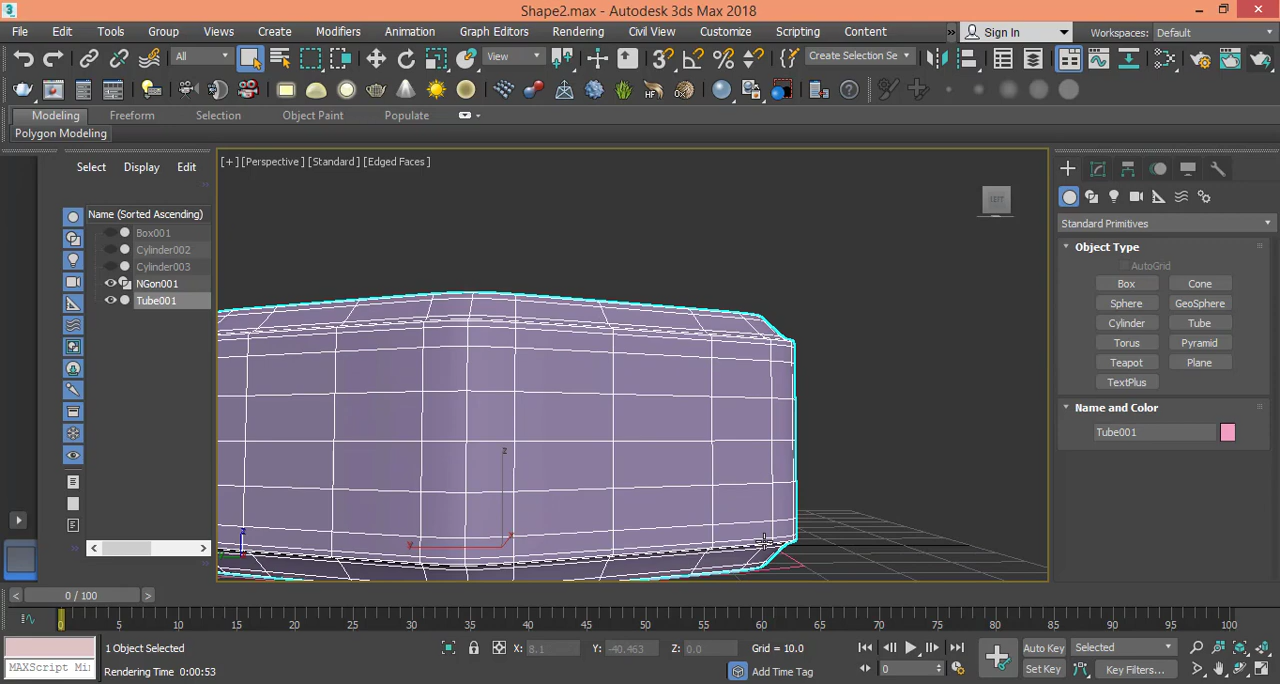 Shape2.max - Autodesk 3ds Max 2018
File Edit Tools Group Views Create Modifiers Animation Graph Editors Rendering Civil View Customize Scripting Content » Sign In Workspaces: Default
All View Create Selection Se
Modeling Freeform Selection Object Paint Populate
Polygon Modeling
Select Display Edit
[+] [Perspective ] [Standard ] [Edged Faces ]
LEFT
Name (Sorted Ascending)
Box001
Cylinder002
Cylinder003
NGon001
Tube001
z
y
x
z
Standard Primitives
Object Type
AutoGrid
Box Cone
Sphere GeoSphere
Cylinder Tube
Torus Pyramid
Teapot Plane
TextPlus
Name and Color
Tube001
< >
< 0 / 100 >
0 5 10 15 20 25 30 35 40 45 50 55 60 65 70 75 80 85 90 95 100
1 Object Selected X: 8.1 Y: -40.463 Z: 0.0 Grid = 10.0 Auto Key Selected
MAXScript Mi
Rendering Time 0:00:53 Add Time Tag 0 Set Key Key Filters...